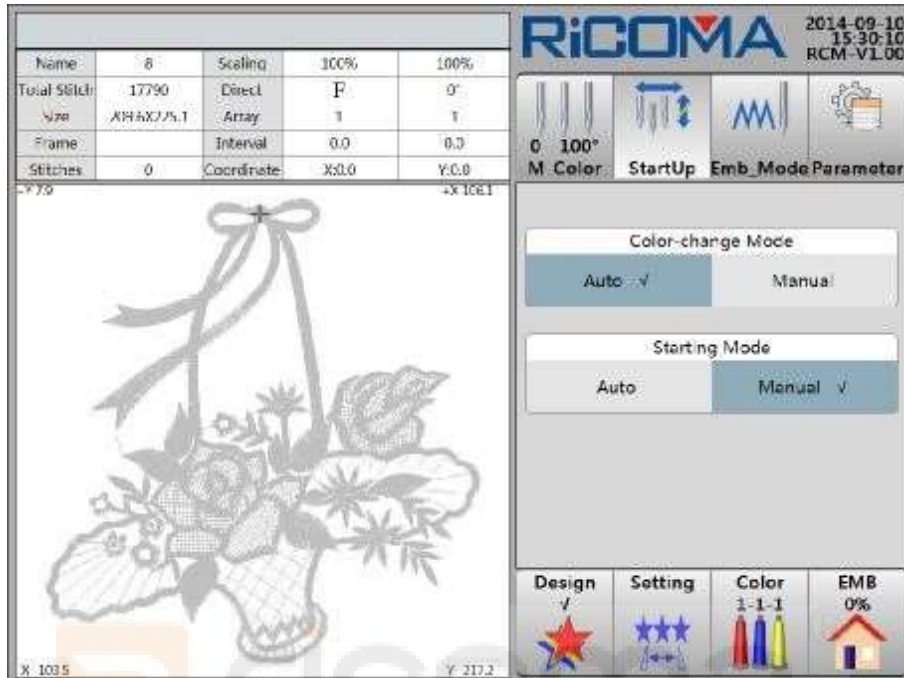 RiCOMA
2014-09-10
15:30:10
RCM-V1.00
Name 8 Scaling 100% 100%
Total Stitch 17790 Direct F 0°
Size Array 1 1
Frame Interval 0.0 0.0
Stitches 0 Coordinate X:0.0 Y:0.0
-Y 7.9 +X 106.1
0 100°
M Color StartUp Emb_Mode Parameter
Color-change Mode
Auto √ Manual
Starting Mode
Auto Manual √
Design Setting Color EMB
√ 1-1-1 0%
X 103.5 Y 217.2